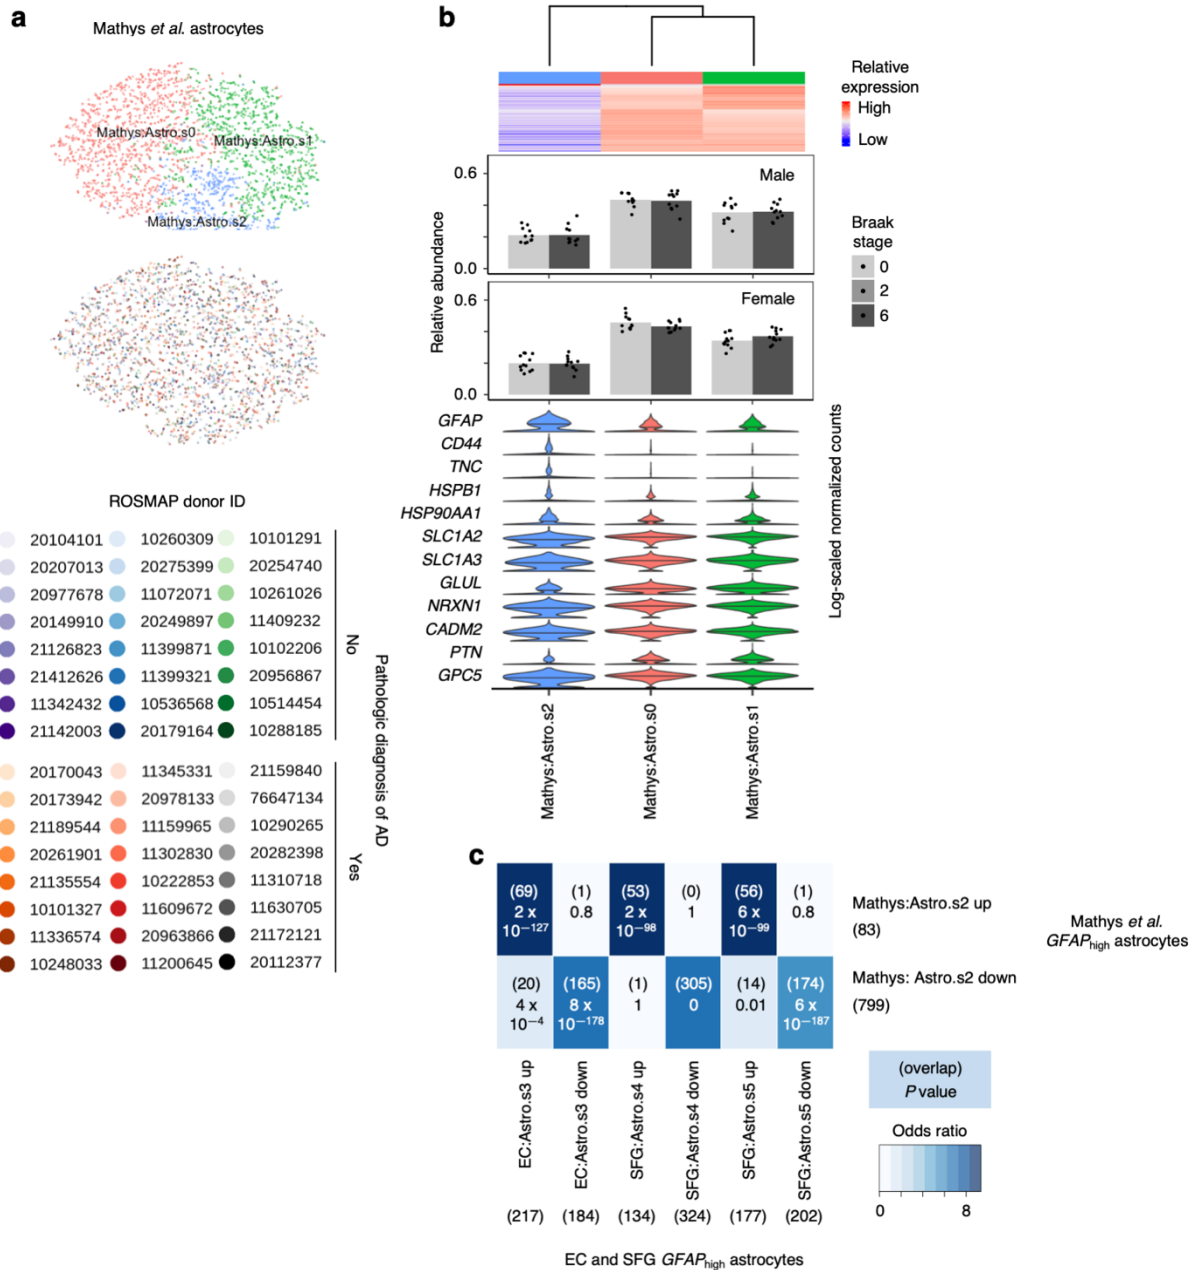 a
Mathys et al. astrocytes
Mathys:Astro.s0
Mathys:Astro.s1
Mathys:Astro.s2
ROSMAP donor ID
20104101 10260309 10101291
20207013 20275399 20254740
20977678 11072071 10261026
20149910 20249897 11409232
21126823 11399871 10102206
21412626 11399321 20956867
11342432 10536568 10514454
21142003 20179164 10288185
No
20170043 11345331 21159840
20173942 20978133 76647134
21189544 11159965 10290265
20261901 11302830 20282398
21135554 10222853 11310718
10101327 11609672 11630705
11336574 20963866 21172121
10248033 11200645 20112377
Yes
Pathologic diagnosis of AD
b
Relative
expression
High
Low
Male
0.6
0.0
Female
0.6
0.0
Relative abundance
Braak
stage
0
2
6
GFAP
CD44
TNC
HSPB1
HSP90AA1
SLC1A2
SLC1A3
GLUL
NRXN1
CADM2
PTN
GPC5
Log-scaled normalized counts
Mathys:Astro.s2
Mathys:Astro.s0
Mathys:Astro.s1
c
(69) (1) (53) (0) (56) (1)
2 x 0.8 2 x 1 6 x 0.8
10−127 10−98 10−99
Mathys:Astro.s2 up
(83)
(20) (165) (1) (305) (14) (174)
4 x 8 x 1 0 0.01 6 x
10−4 10−178 10−187
Mathys: Astro.s2 down
(799)
Mathys et al.
GFAPhigh astrocytes
EC:Astro.s3 up
EC:Astro.s3 down
SFG:Astro.s4 up
SFG:Astro.s4 down
SFG:Astro.s5 up
SFG:Astro.s5 down
(217) (184) (134) (324) (177) (202)
EC and SFG GFAPhigh astrocytes
(overlap)
P value
Odds ratio
0 8